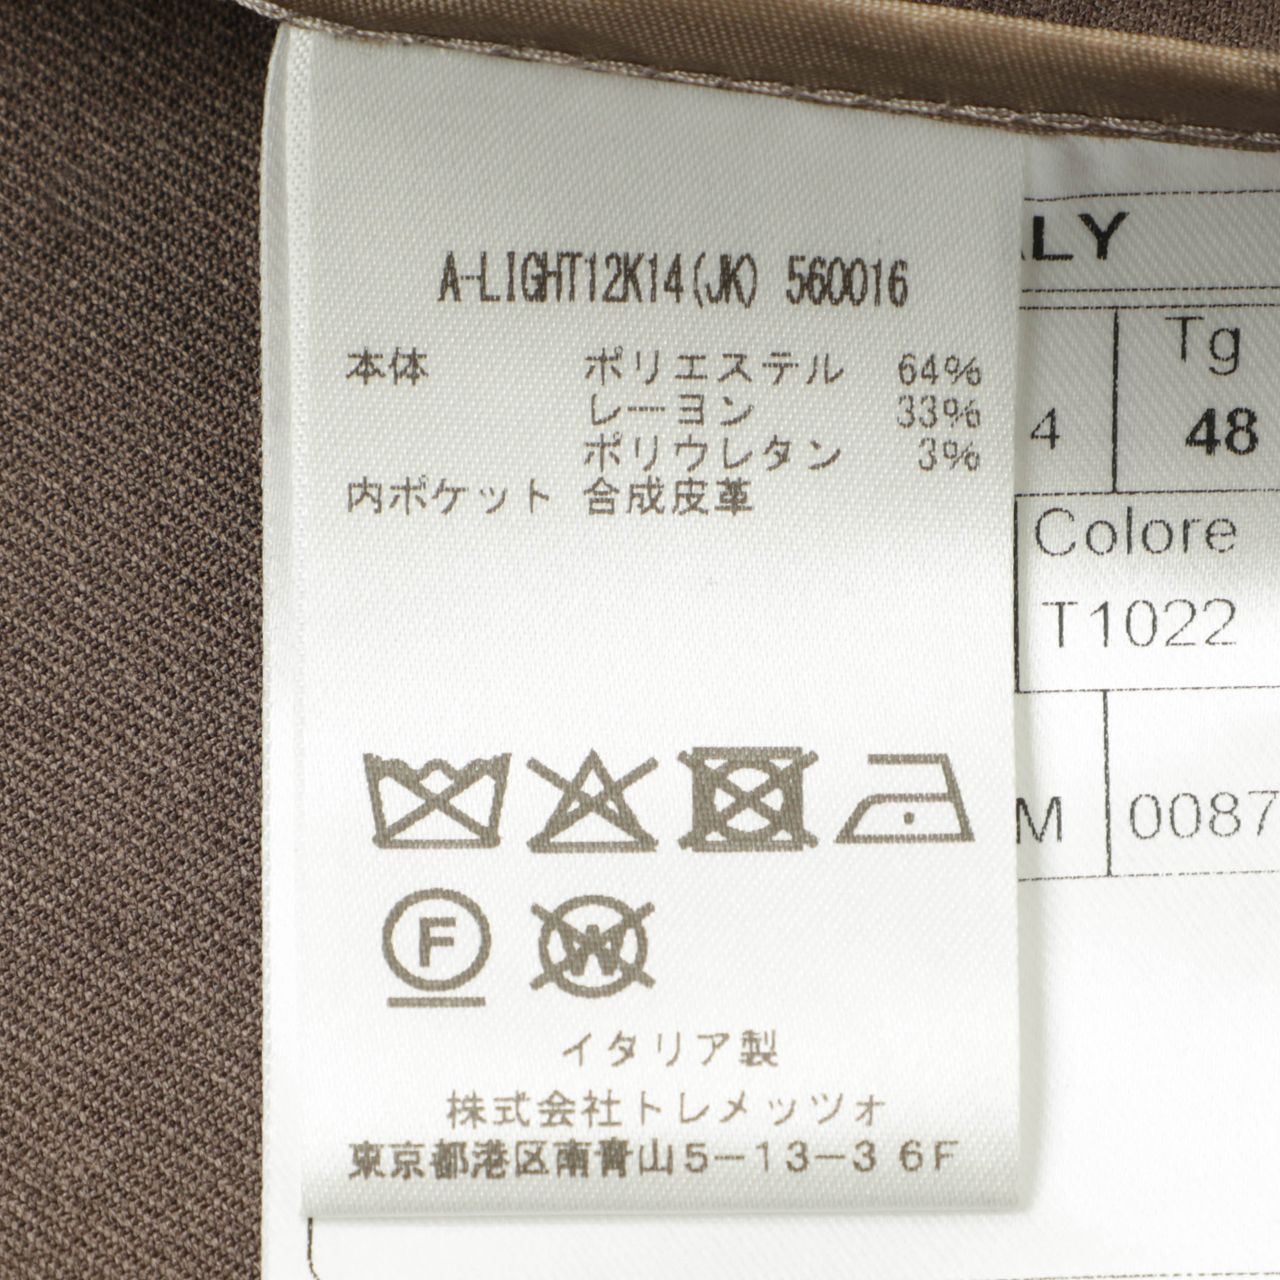 A-LIGHT12K14(JK) 560016
本体 ポリエステル 64%
レーヨン 33%
ポリウレタン 3%
内ポケット 合成皮革
F
W
イタリア製
株式会社トレメッツォ
東京都港区南青山5-13-3 6F
LY
Tg
4
48
Colore
T1022
M
0087